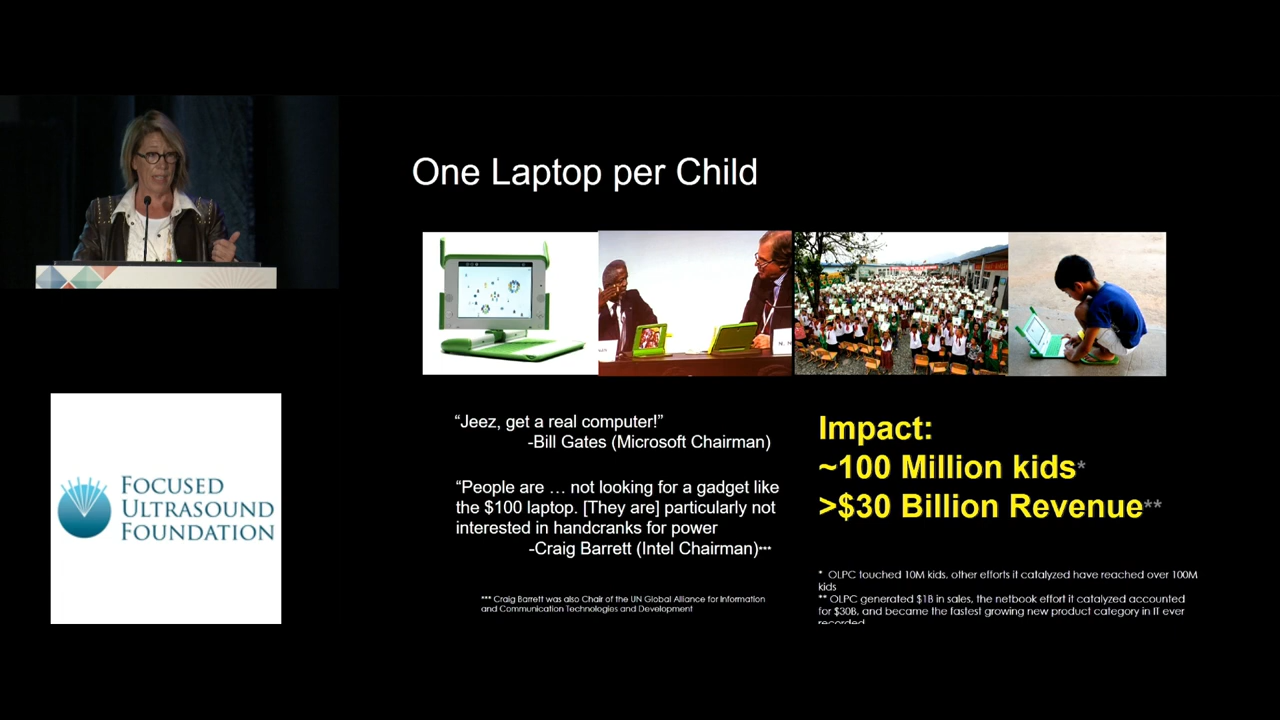 One Laptop per Child
“Jeez, get a real computer!”
-Bill Gates (Microsoft Chairman)
“People are … not looking for a gadget like
the $100 laptop. [They are] particularly not
interested in handcranks for power
-Craig Barrett (Intel Chairman)***
*** Craig Barrett was also Chair of the UN Global Alliance for Information
and Communication Technologies and Development
Impact:
~100 Million kids*
>$30 Billion Revenue**
* OLPC touched 10M kids, other efforts it catalyzed have reached over 100M
kids
** OLPC generated $1B in sales, the netbook effort it catalyzed accounted
for $30B, and became the fastest growing new product category in IT ever
recorded
FOCUSED
ULTRASOUND
FOUNDATION